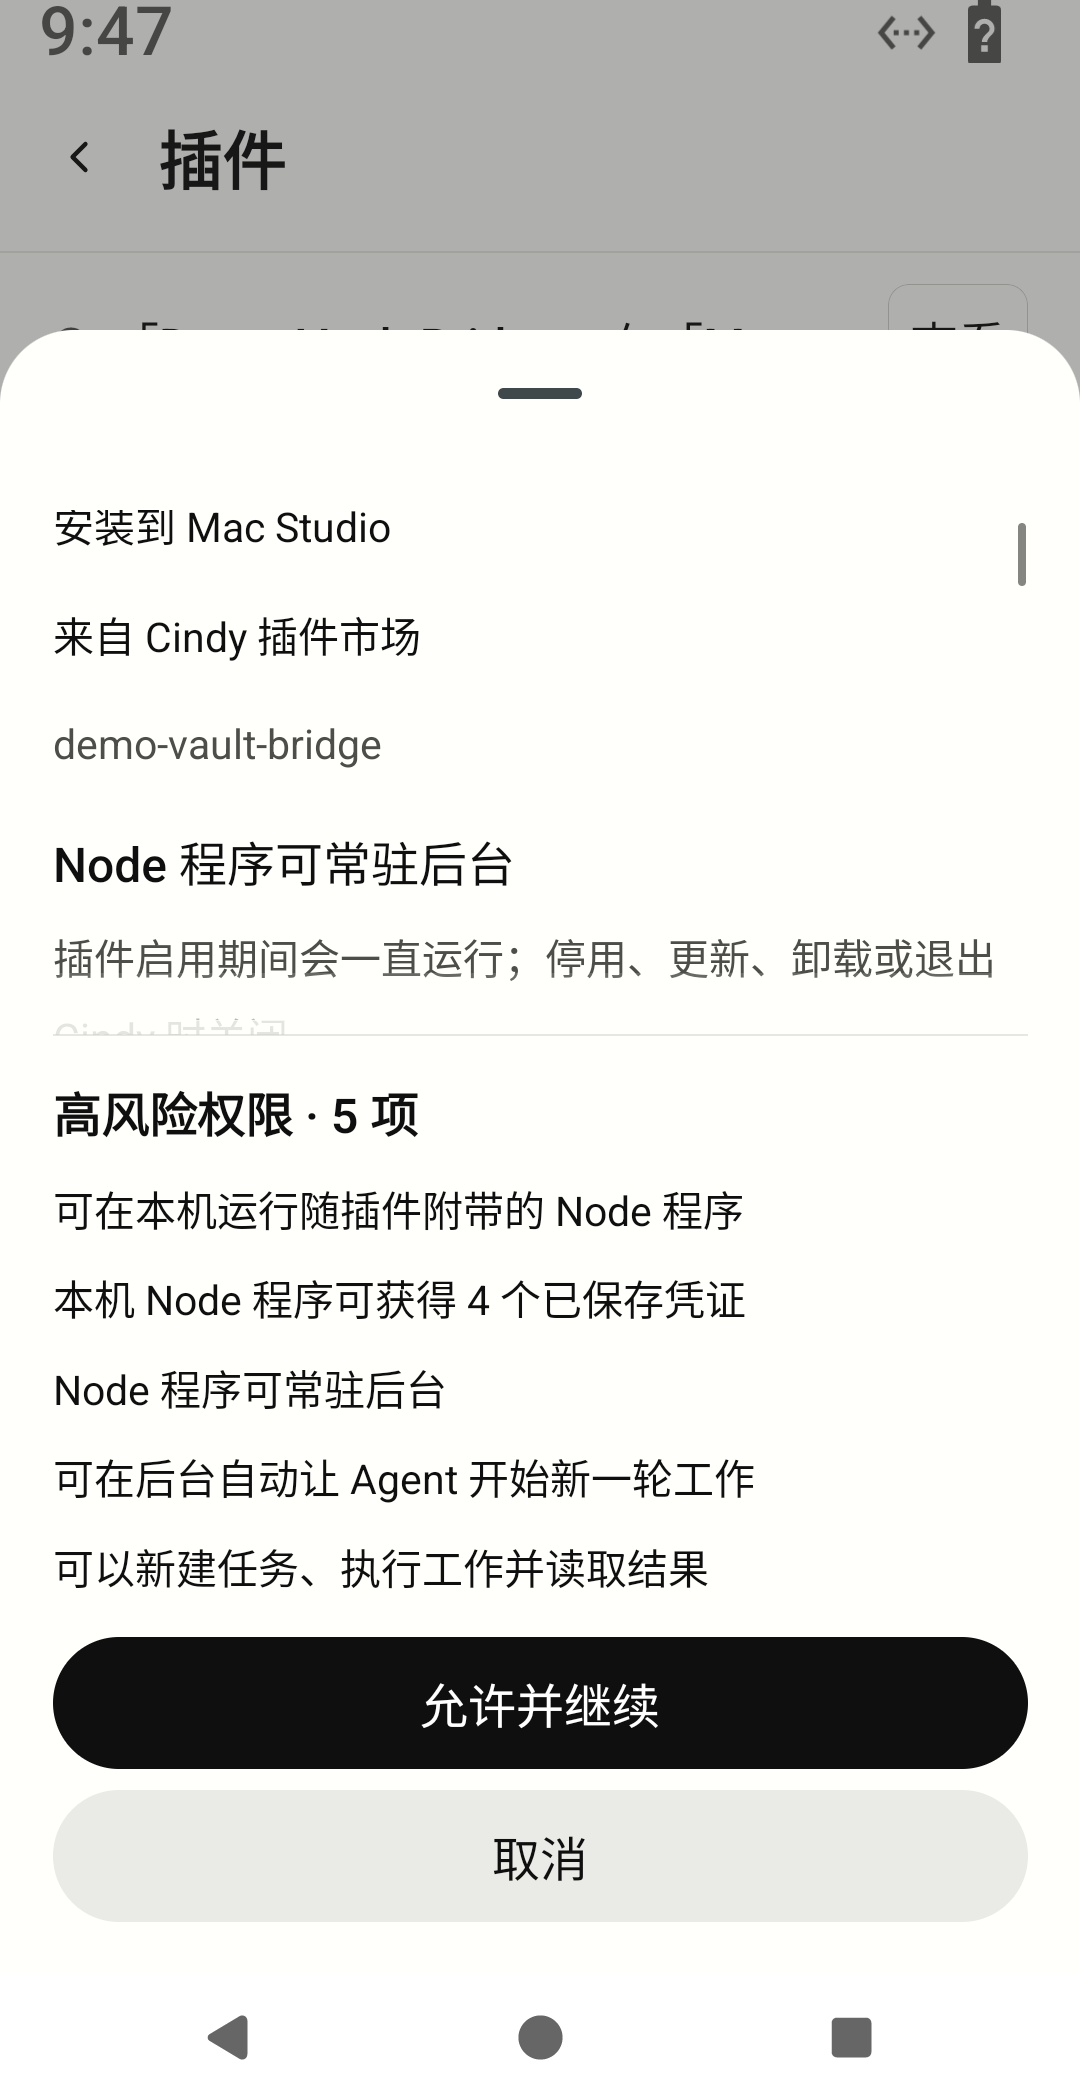 9:47
插件
安装到 Mac Studio
来自 Cindy 插件市场
demo-vault-bridge
Node 程序可常驻后台
插件启用期间会一直运行；停用、更新、卸载或退出
Cindy 时关闭
高风险权限 · 5 项
可在本机运行随插件附带的 Node 程序
本机 Node 程序可获得 4 个已保存凭证
Node 程序可常驻后台
可在后台自动让 Agent 开始新一轮工作
可以新建任务、执行工作并读取结果
允许并继续
取消